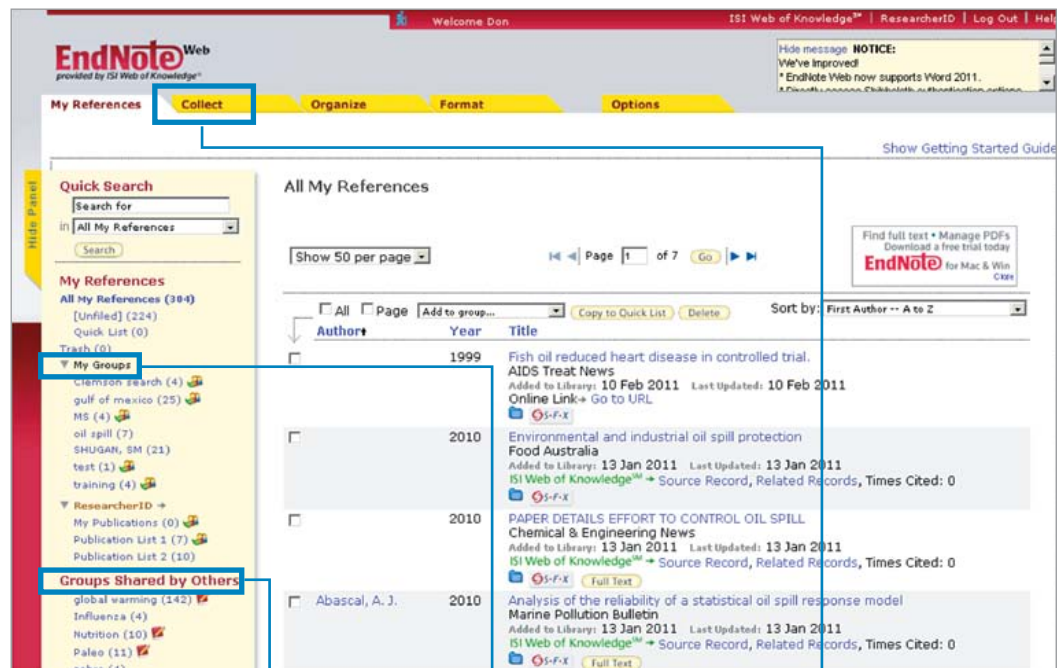 Welcome Don
ISI Web of Knowledge℠ | ResearcherID | Log Out | Help
EndNote Web
provided by ISI Web of Knowledge℠
Hide message NOTICE:
We've Improved!
* EndNote Web now supports Word 2011.
My References
Collect
Organize
Format
Options
Show Getting Started Guide
Hide Panel
Quick Search
Search for
in All My References
Search
My References
All My References (304)
[Unfiled] (224)
Quick List (0)
Trash (0)
▼ My Groups
Clemson search (4)
gulf of mexico (25)
MS (4)
oil spill (7)
SHUGAN, SM (21)
test (1)
training (4)
▼ ResearcherID →
My Publications (0)
Publication List 1 (7)
Publication List 2 (10)
Groups Shared by Others
global warming (142)
Influenza (4)
Nutrition (10)
Paleo (11)
All My References
Show 50 per page
Page 1 of 7 Go
Find full text • Manage PDFs
Download a free trial today
EndNote for Mac & Win
Close
All Page Add to group... Copy to Quick List Delete
Sort by: First Author -- A to Z
Author Year Title
1999 Fish oil reduced heart disease in controlled trial.
AIDS Treat News
Added to Library: 10 Feb 2011 Last Updated: 10 Feb 2011
Online Link→ Go to URL
S·F·X
2010 Environmental and industrial oil spill protection
Food Australia
Added to Library: 13 Jan 2011 Last Updated: 13 Jan 2011
ISI Web of Knowledge℠ → Source Record, Related Records, Times Cited: 0
S·F·X
2010 PAPER DETAILS EFFORT TO CONTROL OIL SPILL
Chemical & Engineering News
Added to Library: 13 Jan 2011 Last Updated: 13 Jan 2011
ISI Web of Knowledge℠ → Source Record, Related Records, Times Cited: 0
S·F·X Full Text
Abascal, A. J. 2010 Analysis of the reliability of a statistical oil spill response model
Marine Pollution Bulletin
Added to Library: 13 Jan 2011 Last Updated: 13 Jan 2011
ISI Web of Knowledge℠ → Source Record, Related Records, Times Cited: 0
S·F·X Full Text